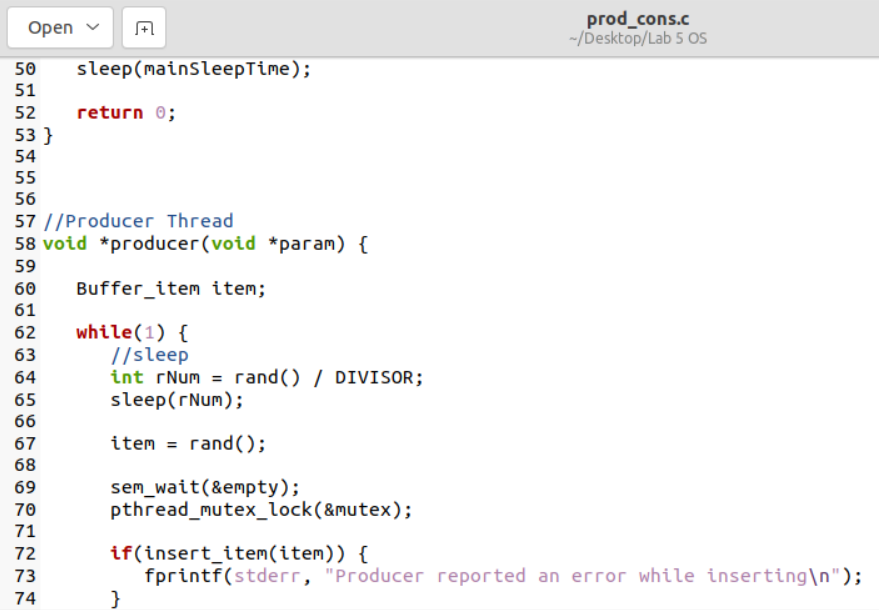 Open
prod_cons.c
~/Desktop/Lab 5 OS
50 sleep(mainSleepTime);
51
52 return 0;
53 }
54
55
56
57 //Producer Thread
58 void *producer(void *param) {
59
60 Buffer_item item;
61
62 while(1) {
63 //sleep
64 int rNum = rand() / DIVISOR;
65 sleep(rNum);
66
67 item = rand();
68
69 sem_wait(&empty);
70 pthread_mutex_lock(&mutex);
71
72 if(insert_item(item)) {
73 fprintf(stderr, "Producer reported an error while inserting\n");
74 }